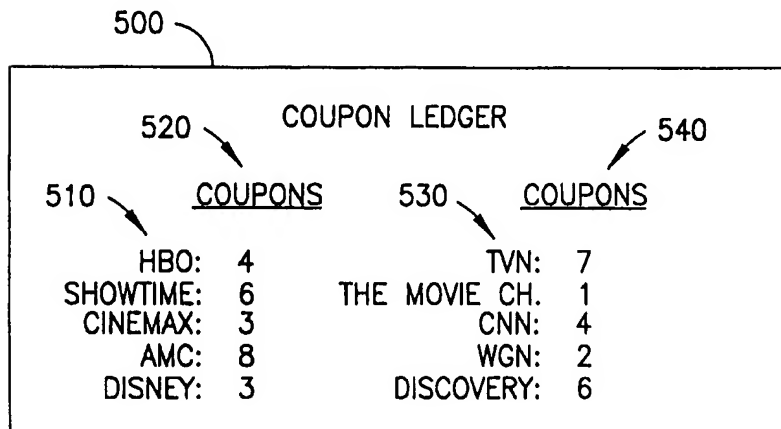 500
COUPON LEDGER
520 540
COUPONS COUPONS
510 530
HBO: 4 TVN: 7
SHOWTIME: 6 THE MOVIE CH. 1
CINEMAX: 3 CNN: 4
AMC: 8 WGN: 2
DISNEY: 3 DISCOVERY: 6